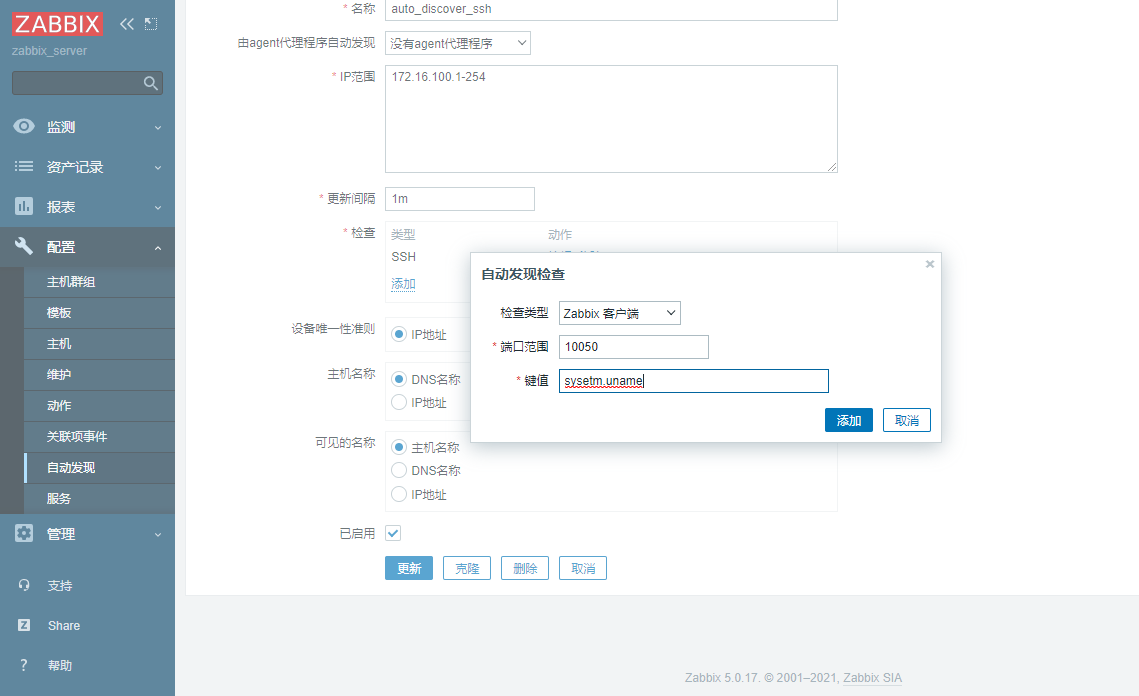 ZABBIX
zabbix_server
监测
资产记录
报表
配置
主机群组
模板
主机
维护
动作
关联项事件
自动发现
服务
管理
支持
Share
帮助
* 名称 auto_discover_ssh
由agent代理程序自动发现 没有agent代理程序
* IP范围 172.16.100.1-254
* 更新间隔 1m
* 检查 类型 动作
SSH
添加
设备唯一性准则 IP地址
主机名称 DNS名称
IP地址
可见的名称 主机名称
DNS名称
IP地址
已启用
更新 克隆 删除 取消
自动发现检查
检查类型 Zabbix 客户端
* 端口范围 10050
* 键值 sysetm.uname
添加 取消
Zabbix 5.0.17. © 2001–2021, Zabbix SIA